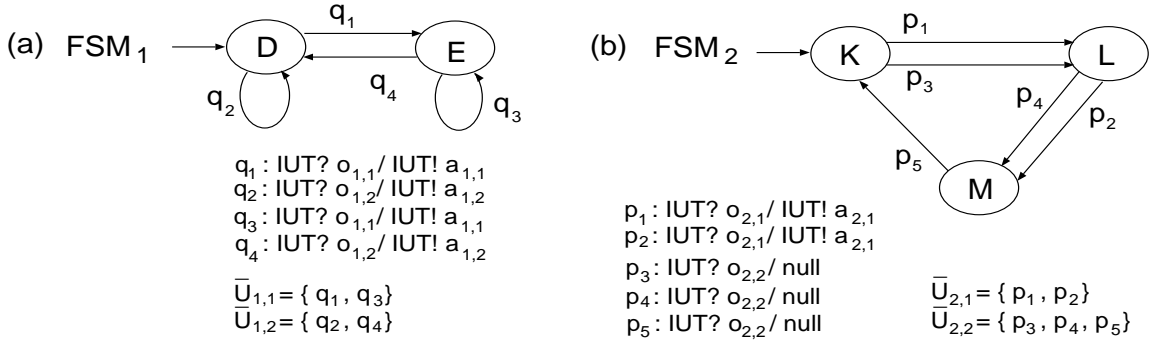 (a) FSM₁ D q₁ E q₂ q₄ q₃
q₁ : IUT? o₁,₁ / IUT! a₁,₁
q₂ : IUT? o₁,₂ / IUT! a₁,₂
q₃ : IUT? o₁,₁ / IUT! a₁,₁
q₄ : IUT? o₁,₂ / IUT! a₁,₂
U̅₁,₁ = { q₁ , q₃}
U̅₁,₂ = { q₂ , q₄}
(b) FSM₂ K p₁ p₃ L p₄ p₂ p₅ M
p₁ : IUT? o₂,₁ / IUT! a₂,₁
p₂ : IUT? o₂,₁ / IUT! a₂,₁
p₃ : IUT? o₂,₂ / null
p₄ : IUT? o₂,₂ / null
p₅ : IUT? o₂,₂ / null
U̅₂,₁ = { p₁ , p₂}
U̅₂,₂ = { p₃ , p₄ , p₅}